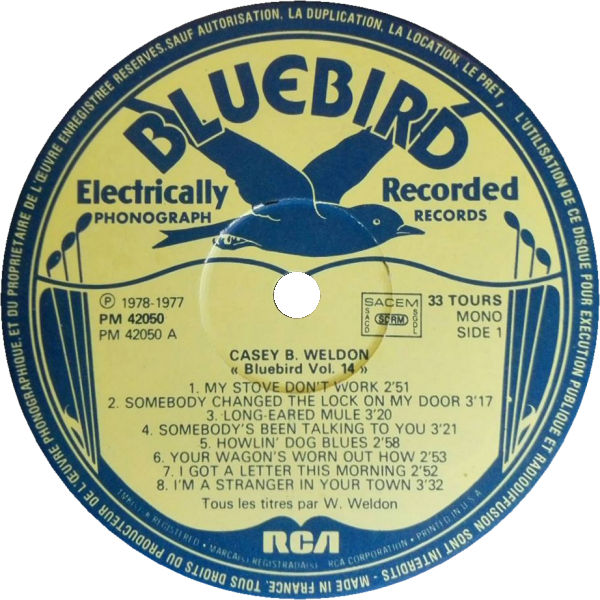 TOUS DROITS DU PRODUCTEUR DE L'ŒUVRE PHONOGRAPHIQUE.ET DU PROPRIETAIRE DE L'ŒUVRE ENREGISTREE RESERVES.SAUF AUTORISATION, LA DUPLICATION, LA LOCATION, LE PRET, L'UTILISATION DE CE DISQUE POUR EXECUTION PUBLIQUE ET RADIODIFFUSION SONT INTERDITS - MADE IN FRANCE.
BLUEBIRD
Electrically Recorded
PHONOGRAPH RECORDS
℗ 1978-1977
PM 42050
PM 42050 A
SACEM
SACD
SCRM
SGDL
33 TOURS
MONO
SIDE 1
CASEY B. WELDON
« Bluebird Vol. 14 »
1. MY STOVE DON'T WORK 2'51
2. SOMEBODY CHANGED THE LOCK ON MY DOOR 3'17
3. LONG-EARED MULE 3'20
4. SOMEBODY'S BEEN TALKING TO YOU 3'21
5. HOWLIN' DOG BLUES 2'58
6. YOUR WAGON'S WORN OUT HOW 2'53
7. I GOT A LETTER THIS MORNING 2'52
8. I'M A STRANGER IN YOUR TOWN 3'32
Tous les titres par W. Weldon
REGISTERED • MARCA(S) REGISTRADA(S) RCA CORPORATION • PRINTED IN U.S.A
RCA